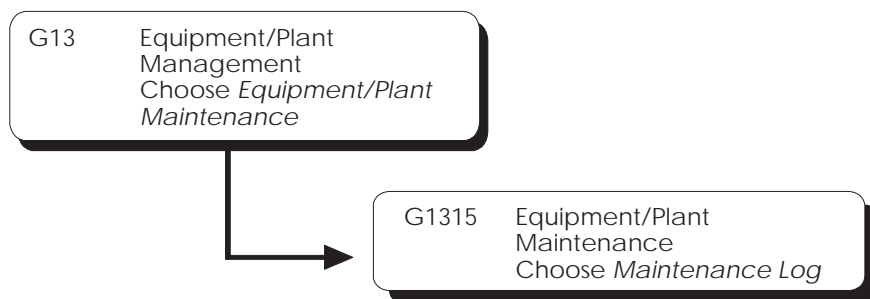 G13 Equipment/Plant
Management
Choose Equipment/Plant
Maintenance
G1315 Equipment/Plant
Maintenance
Choose Maintenance Log